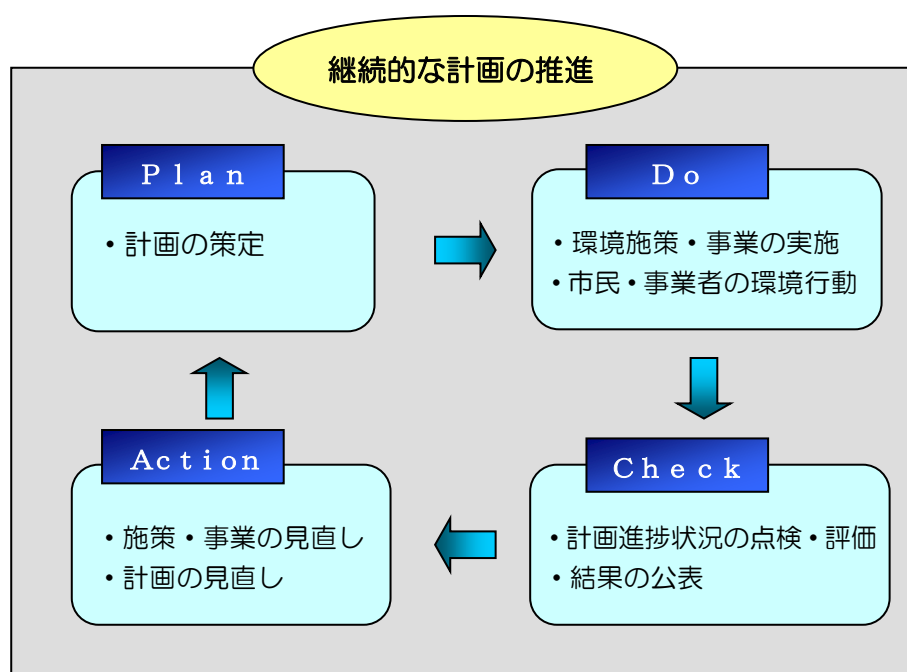 継続的な計画の推進
Ｐｌａｎ
・計画の策定
Ｄｏ
・環境施策・事業の実施
・市民・事業者の環境行動
Ａｃｔｉｏｎ
・施策・事業の見直し
・計画の見直し
Ｃｈｅｃｋ
・計画進捗状況の点検・評価
・結果の公表